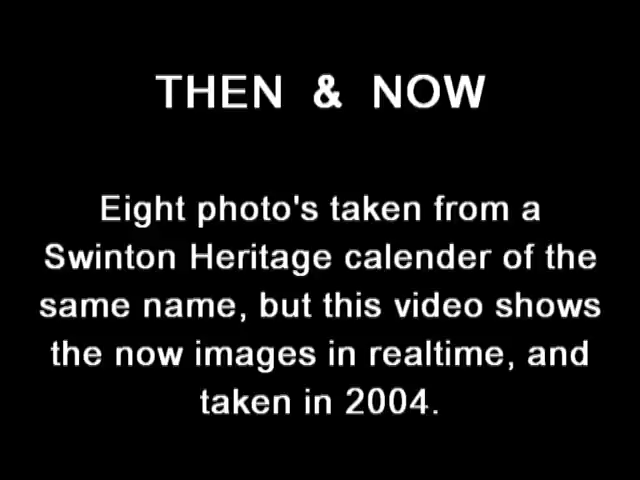 THEN & NOW
Eight photo's taken from a
Swinton Heritage calender of the
same name, but this video shows
the now images in realtime, and
taken in 2004.